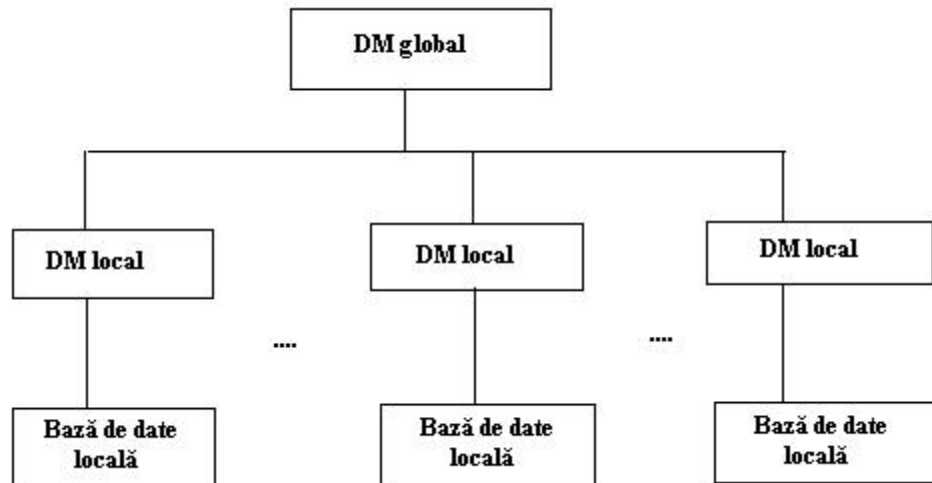 DM global
DM local
DM local
DM local
....
....
Bază de date
locală
Bază de date
locală
Bază de date
locală